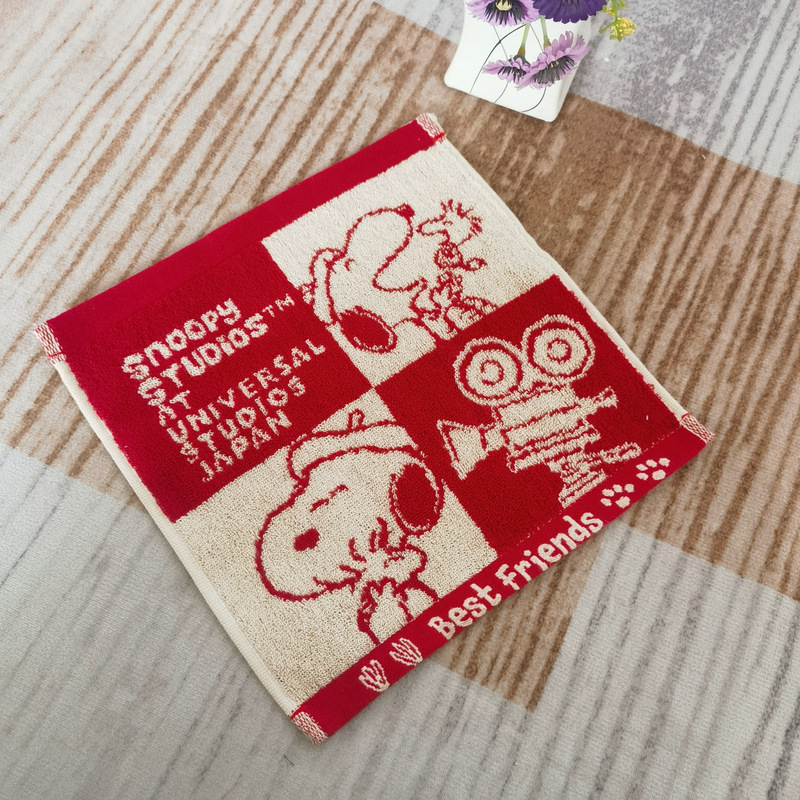 SNOOPY
STUDIOS™
AT
UNIVERSAL
STUDIOS
JAPAN
Best Friends